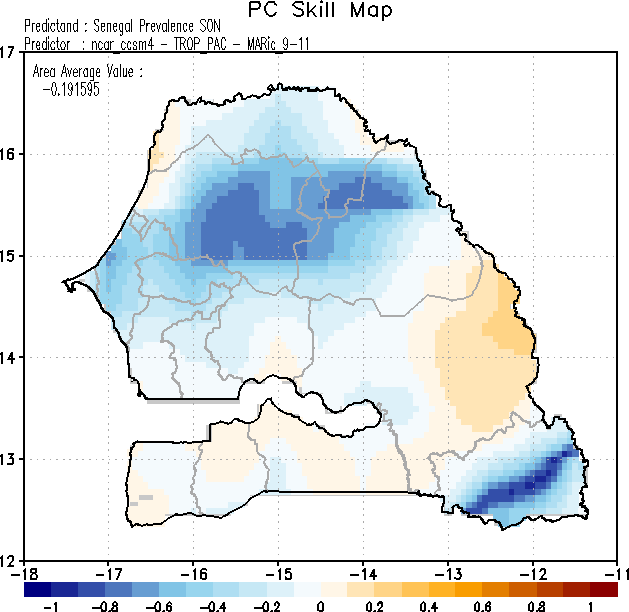 PC Skill Map
Predictand : Senegal Prevalence SON
Predictor : ncar_ccsm4 - TROP_PAC - MARic_9-11
Area Average Value :
-0.191595
17
16
15
14
13
12
-18 -17 -16 -15 -14 -13 -12 -11
-1 -0.8 -0.6 -0.4 -0.2 0 0.2 0.4 0.6 0.8 1